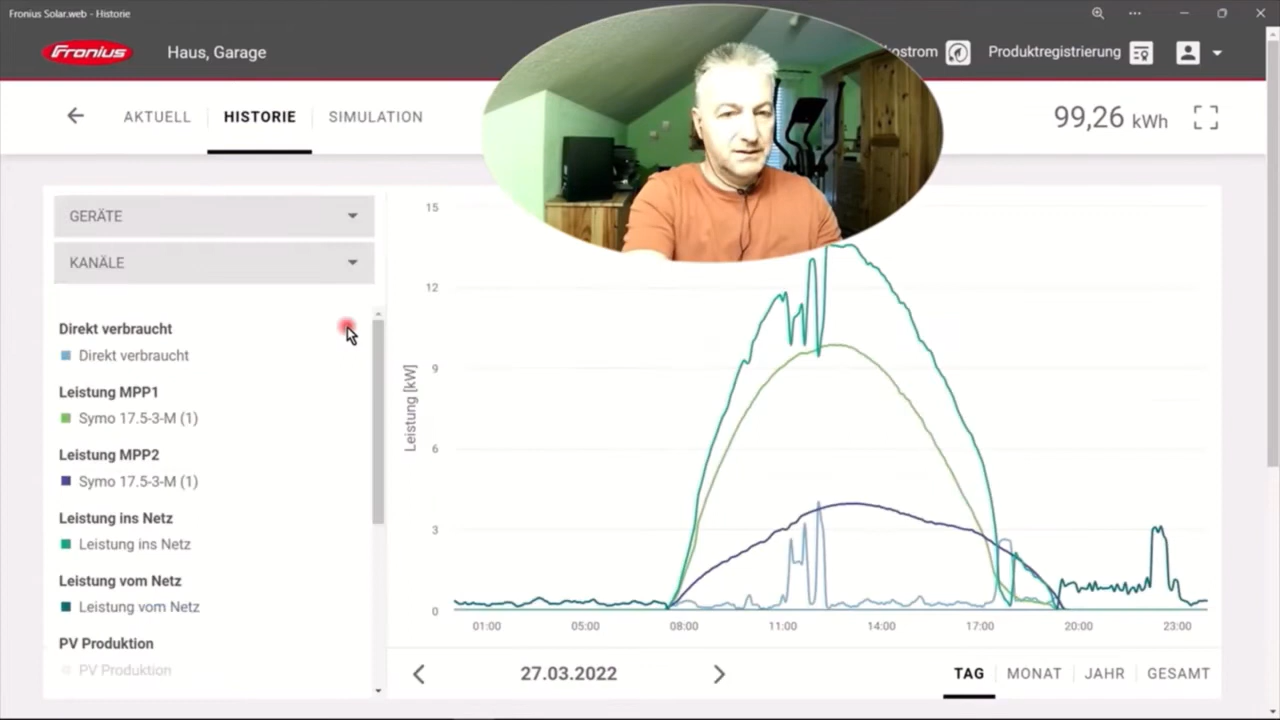 Fronius Solar.web - Historie
Fronius
Haus, Garage
kostrom
Produktregistrierung
AKTUELL
HISTORIE
SIMULATION
99,26 kWh
GERÄTE
KANÄLE
Direkt verbraucht
Direkt verbraucht
Leistung MPP1
Symo 17.5-3-M (1)
Leistung MPP2
Symo 17.5-3-M (1)
Leistung ins Netz
Leistung ins Netz
Leistung vom Netz
Leistung vom Netz
PV Produktion
PV Produktion
Leistung [kW]
15
12
9
6
3
0
01:00 05:00 08:00 11:00 14:00 17:00 20:00 23:00
27.03.2022
TAG MONAT JAHR GESAMT